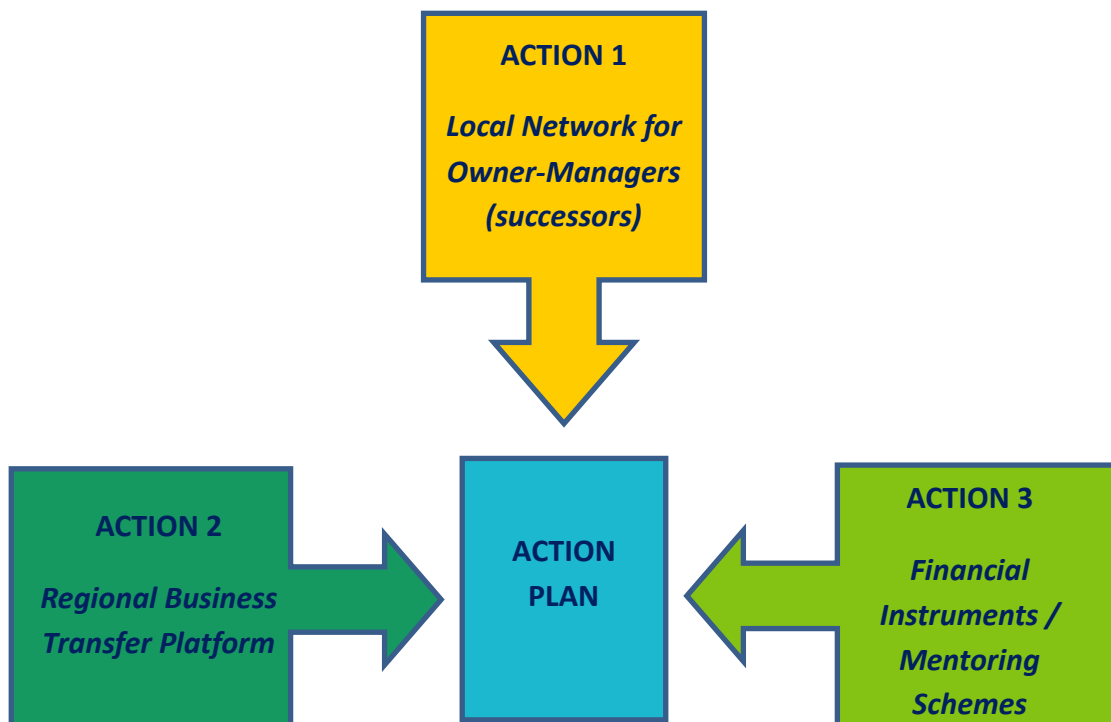 ACTION 1
Local Network for
Owner-Managers
(successors)
ACTION 2
Regional Business
Transfer Platform
ACTION
PLAN
ACTION 3
Financial
Instruments /
Mentoring
Schemes